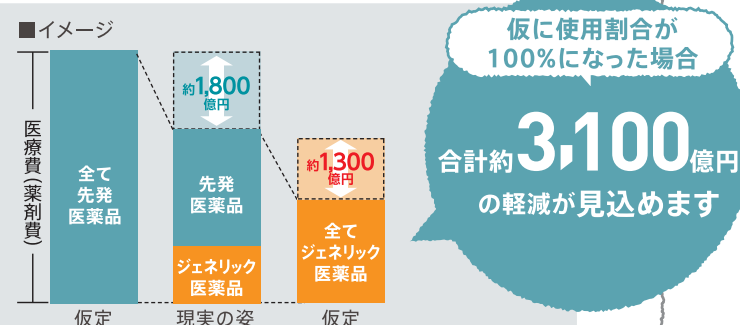 ■イメージ
医療費(薬剤費)
全て
先発
医薬品
仮定
約1,800
億円
先発
医薬品
ジェネリック
医薬品
現実の姿
約1,300
億円
全て
ジェネリック
医薬品
仮定
仮に使用割合が
100%になった場合
合計約3,100億円
の軽減が見込めます